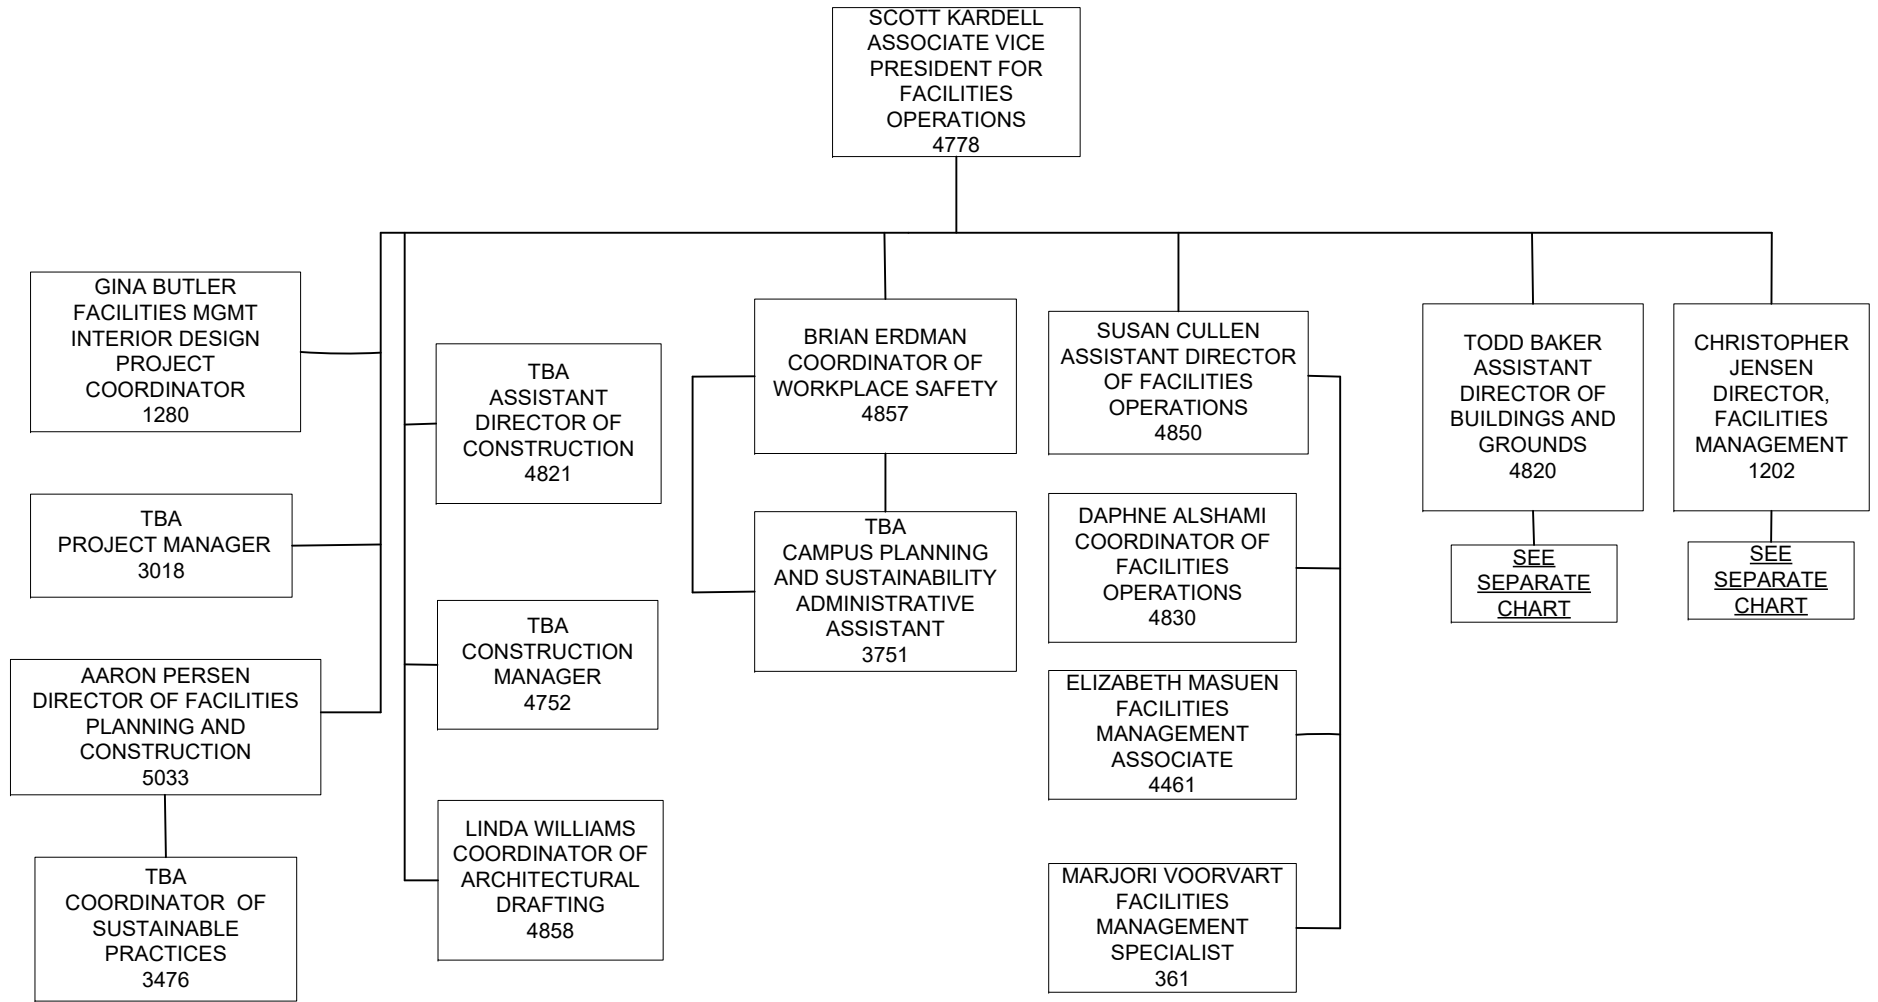 SCOTT KARDELL
ASSOCIATE VICE
PRESIDENT FOR
FACILITIES
OPERATIONS
4778
GINA BUTLER
FACILITIES MGMT
INTERIOR DESIGN
PROJECT
COORDINATOR
1280
TBA
PROJECT MANAGER
3018
AARON PERSEN
DIRECTOR OF FACILITIES
PLANNING AND
CONSTRUCTION
5033
TBA
COORDINATOR  OF
SUSTAINABLE
PRACTICES
3476
TBA
ASSISTANT
DIRECTOR OF
CONSTRUCTION
4821
TBA
CONSTRUCTION
MANAGER
4752
LINDA WILLIAMS
COORDINATOR OF
ARCHITECTURAL
DRAFTING
4858
BRIAN ERDMAN
COORDINATOR OF
WORKPLACE SAFETY
4857
TBA
CAMPUS PLANNING
AND SUSTAINABILITY
ADMINISTRATIVE
ASSISTANT
3751
SUSAN CULLEN
ASSISTANT DIRECTOR
OF FACILITIES
OPERATIONS
4850
DAPHNE ALSHAMI
COORDINATOR OF
FACILITIES
OPERATIONS
4830
ELIZABETH MASUEN
FACILITIES
MANAGEMENT
ASSOCIATE
4461
MARJORI VOORVART
FACILITIES
MANAGEMENT
SPECIALIST
361
TODD BAKER
ASSISTANT
DIRECTOR OF
BUILDINGS AND
GROUNDS
4820
SEE
SEPARATE
CHART
CHRISTOPHER
JENSEN
DIRECTOR,
FACILITIES
MANAGEMENT
1202
SEE
SEPARATE
CHART